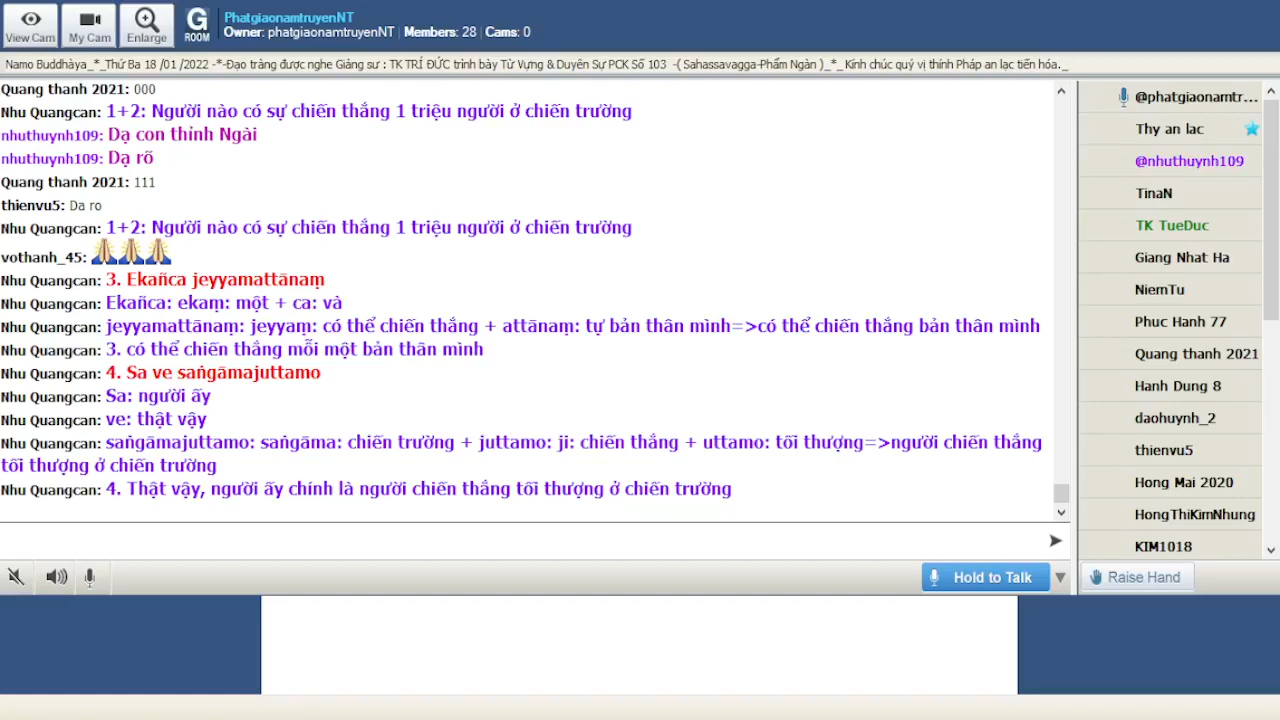 View Cam
My Cam
Enlarge
G
ROOM
PhatgiaonamtruyenNT
Owner: phatgiaonamtruyenNT | Members: 28 | Cams: 0
Namo Buddhàya_*_Thứ Ba 18 /01 /2022 -*-Đạo tràng được nghe Giảng sư : TK TRÍ ĐỨC trình bày Từ Vựng & Duyên Sự PCK Số 103 -( Sahassavagga-Phẩm Ngàn )_*_ Kính chúc quý vị thính Pháp an lạc tiến hóa._
Quang thanh 2021: 000
Nhu Quangcan: 1+2: Người nào có sự chiến thắng 1 triệu người ở chiến trường
nhuthuynh109: Dạ con thỉnh Ngài
nhuthuynh109: Dạ rõ
Quang thanh 2021: 111
thienvu5: Da ro
Nhu Quangcan: 1+2: Người nào có sự chiến thắng 1 triệu người ở chiến trường
vothanh_45: 🙏🙏🙏
Nhu Quangcan: 3. Ekañca jeyyamattānaṃ
Nhu Quangcan: Ekañca: ekaṃ: một + ca: và
Nhu Quangcan: jeyyamattānaṃ: jeyyaṃ: có thể chiến thắng + attānaṃ: tự bản thân mình=>có thể chiến thắng bản thân mình
Nhu Quangcan: 3. có thể chiến thắng mỗi một bản thân mình
Nhu Quangcan: 4. Sa ve saṅgāmajuttamo
Nhu Quangcan: Sa: người ấy
Nhu Quangcan: ve: thật vậy
Nhu Quangcan: saṅgāmajuttamo: saṅgāma: chiến trường + juttamo: ji: chiến thắng + uttamo: tối thượng=>người chiến thắng
tối thượng ở chiến trường
Nhu Quangcan: 4. Thật vậy, người ấy chính là người chiến thắng tối thượng ở chiến trường
@phatgiaonamtr...
Thy an lac
@nhuthuynh109
TinaN
TK TueDuc
Giang Nhat Ha
NiemTu
Phuc Hanh 77
Quang thanh 2021
Hanh Dung 8
daohuynh_2
thienvu5
Hong Mai 2020
HongThiKimNhung
KIM1018
Hold to Talk
Raise Hand